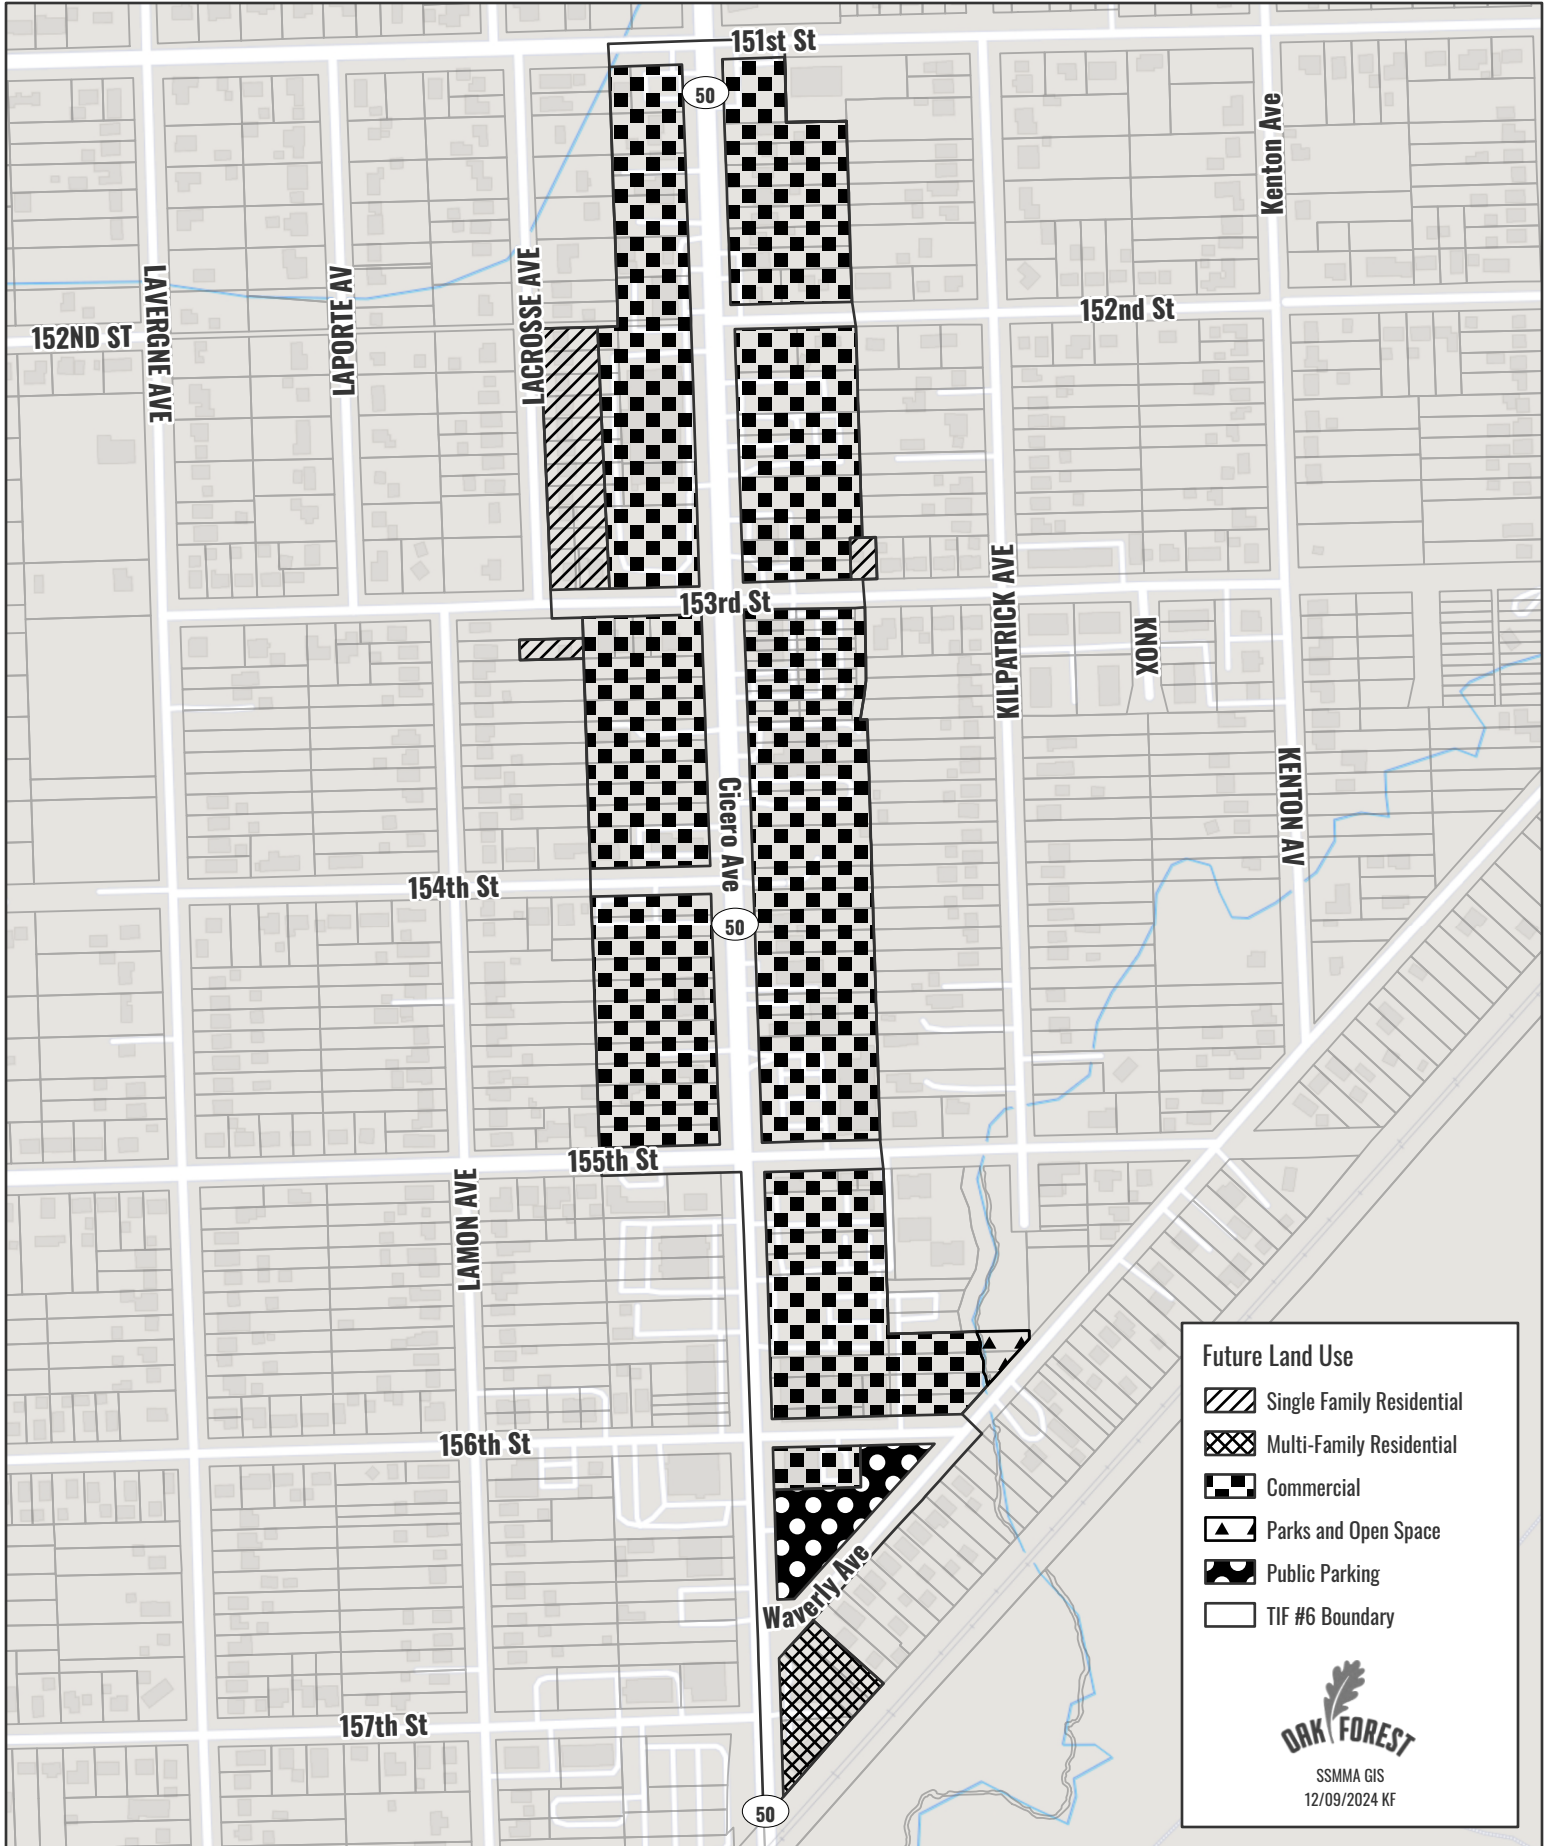 151st St
50
Kenton Ave
LAVERGNE AVE
LAPORTE AV
LACROSSE AVE
152ND ST
152nd St
153rd St
KILPATRICK AVE
KNOX
KENTON AV
Cicero Ave
154th St
50
155th St
LAMON AVE
156th St
Waverly Ave
157th St
50
Future Land Use
Single Family Residential
Multi-Family Residential
Commercial
Parks and Open Space
Public Parking
TIF #6 Boundary
OAK FOREST
SSMMA GIS
12/09/2024 KF